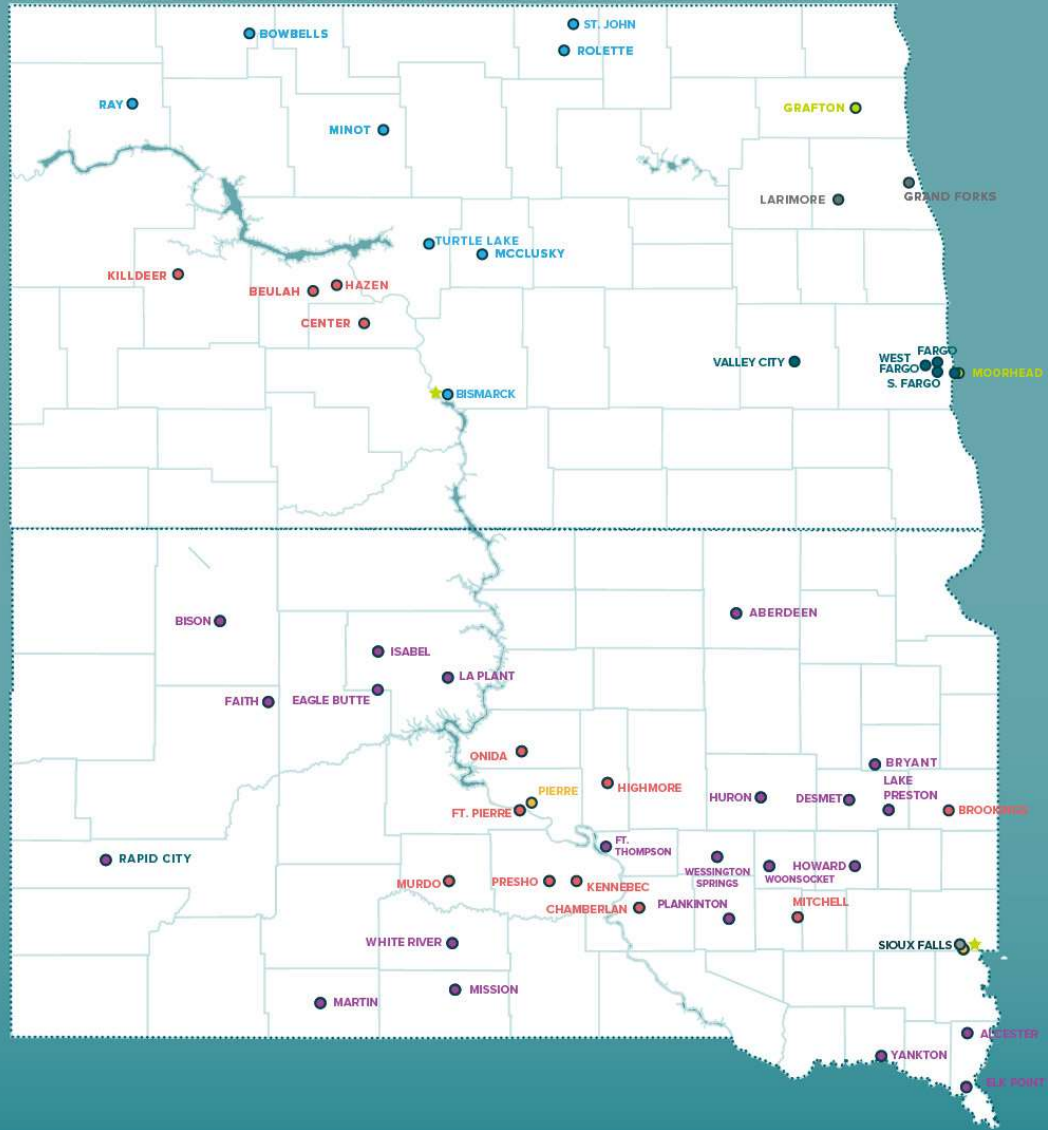 ST. JOHN
BOWBELLS
ROLETTE
RAY
GRAFTON
MINOT
GRAND FORKS
LARIMORE
TURTLE LAKE
MCCLUSKY
KILLDEER
HAZEN
BEULAH
CENTER
FARGO
WEST
FARGO
VALLEY CITY
MOORHEAD
S. FARGO
BISMARCK
ABERDEEN
BISON
ISABEL
LA PLANT
EAGLE BUTTE
FAITH
ONIDA
BRYANT
LAKE
PRESTON
HIGHMORE
PIERRE
HURON
DESMET
BROOKINGS
FT. PIERRE
FT.
THOMPSON
RAPID CITY
WESSINGTON
SPRINGS
HOWARD
WOONSOCKET
MURDO
PRESHO
KENNEBEC
MITCHELL
PLANKINTON
CHAMBERLAN
WHITE RIVER
SIOUX FALLS
MISSION
MARTIN
ALCESTER
YANKTON
ELK POINT